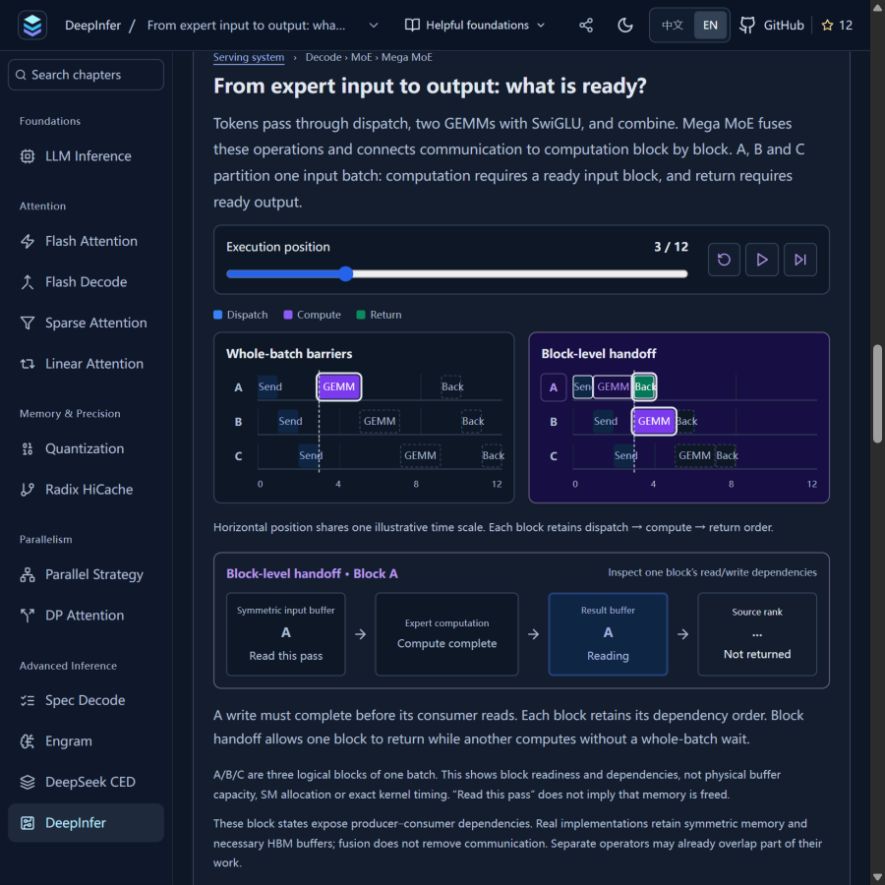 DeepInfer / From expert input to output: what is ready wha...
Helpful foundations
中文 EN
GitHub
12
Search chapters
Foundations
LLM Inference
Attention
Flash Attention
Flash Decode
Sparse Attention
Linear Attention
Memory & Precision
Quantization
Radix HiCache
Parallelism
Parallel Strategy
DP Attention
Advanced Inference
Spec Decode
Engram
DeepSeek CED
DeepInfer
Serving system › Decode › MoE › Mega MoE
From expert input to output: what is ready?
Tokens pass through dispatch, two GEMMs with SwiGLU, and combine. Mega MoE fuses
these operations and connects communication to computation block by block. A, B and C
partition one input batch: computation requires a ready input block, and return requires
ready output.
Execution position
3 / 12
Dispatch Compute Return
Whole-batch barriers
A Send GEMM Back
B Send GEMM Back
C Send GEMM Back
0 4 8 12
Block-level handoff
A Sen GEMM Back
B Send GEMM Back
C Send GEMM Back
0 4 8 12
Horizontal position shares one illustrative time scale. Each block retains dispatch → compute → return order.
Block-level handoff • Block A
Inspect one block's read/write dependencies
Symmetric input buffer
A
Read this pass
→
Expert computation
Compute complete
→
Result buffer
A
Reading
→
Source rank
...
Not returned
A write must complete before its consumer reads. Each block retains its dependency order. Block
handoff allows one block to return while another computes without a whole-batch wait.
A/B/C are three logical blocks of one batch. This shows block readiness and dependencies, not physical buffer
capacity, SM allocation or exact kernel timing. "Read this pass" does not imply that memory is freed.
These block states expose producer–consumer dependencies. Real implementations retain symmetric memory and
necessary HBM buffers; fusion does not remove communication. Separate operators may already overlap part of their
work.